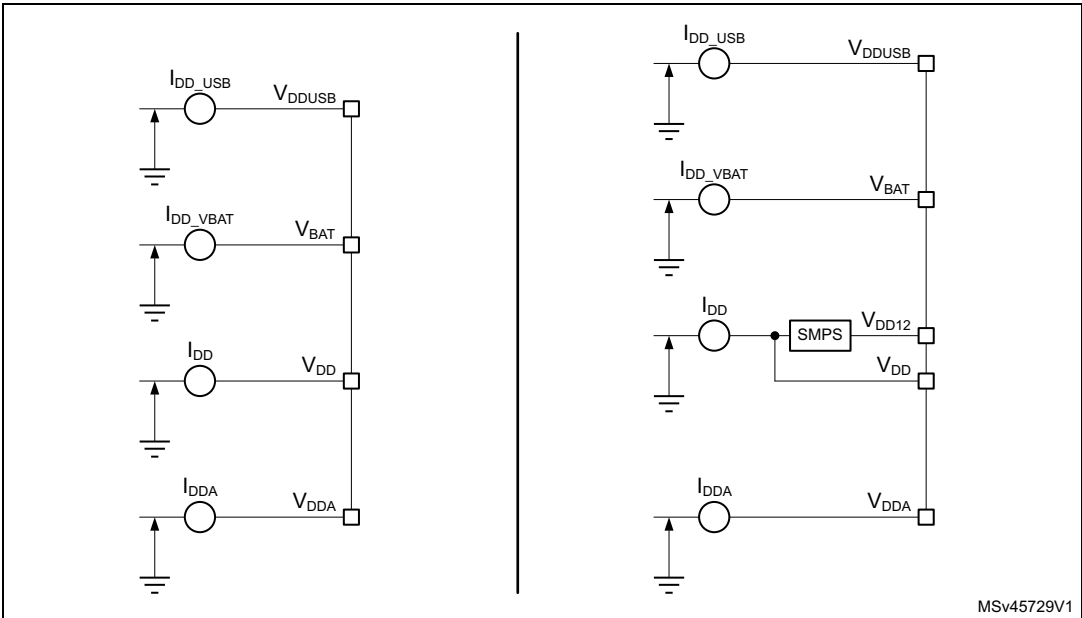 I_DD_USB
V_DDUSB
I_DD_VBAT
V_BAT
I_DD
V_DD
I_DDA
V_DDA
I_DD_USB
V_DDUSB
I_DD_VBAT
V_BAT
I_DD
SMPS
V_DD12
V_DD
I_DDA
V_DDA
MSv45729V1